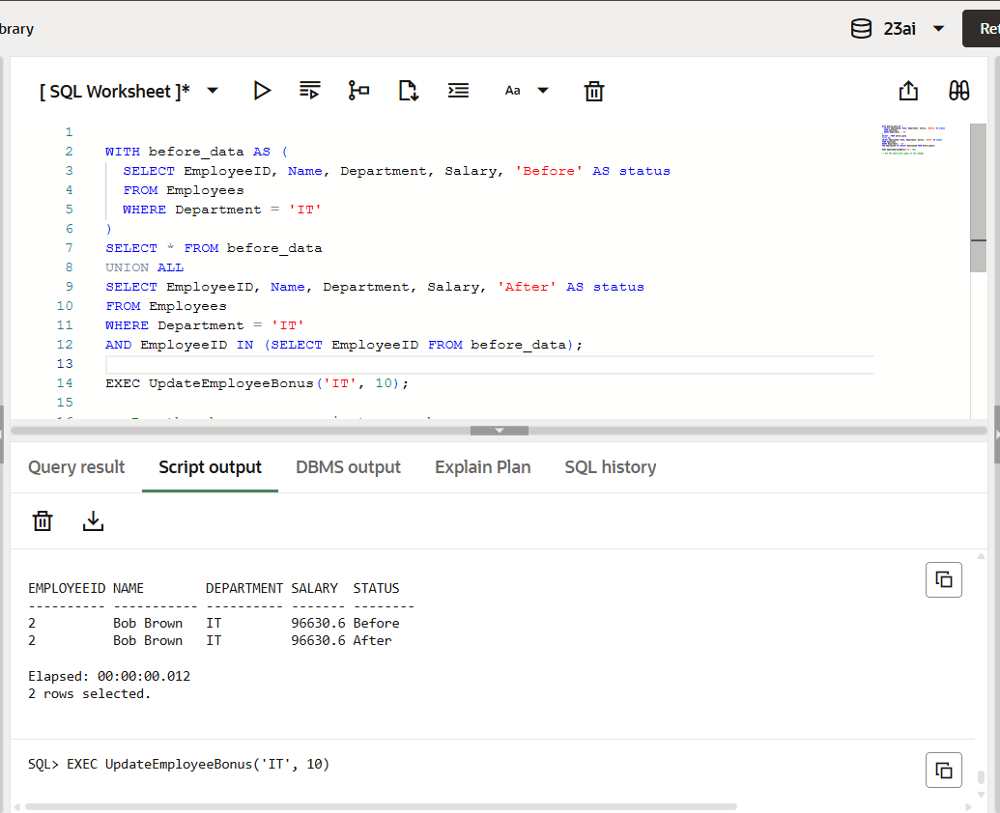 brary
23ai
Ret
[ SQL Worksheet ]*
Aa
1
2 WITH before_data AS (
3 SELECT EmployeeID, Name, Department, Salary, 'Before' AS status
4 FROM Employees
5 WHERE Department = 'IT'
6 )
7 SELECT * FROM before_data
8 UNION ALL
9 SELECT EmployeeID, Name, Department, Salary, 'After' AS status
10 FROM Employees
11 WHERE Department = 'IT'
12 AND EmployeeID IN (SELECT EmployeeID FROM before_data);
13
14 EXEC UpdateEmployeeBonus('IT', 10);
15
Query result Script output DBMS output Explain Plan SQL history
EMPLOYEEID NAME DEPARTMENT SALARY STATUS
---------- ----------- ---------- ------- --------
2 Bob Brown IT 96630.6 Before
2 Bob Brown IT 96630.6 After
Elapsed: 00:00:00.012
2 rows selected.
SQL> EXEC UpdateEmployeeBonus('IT', 10)